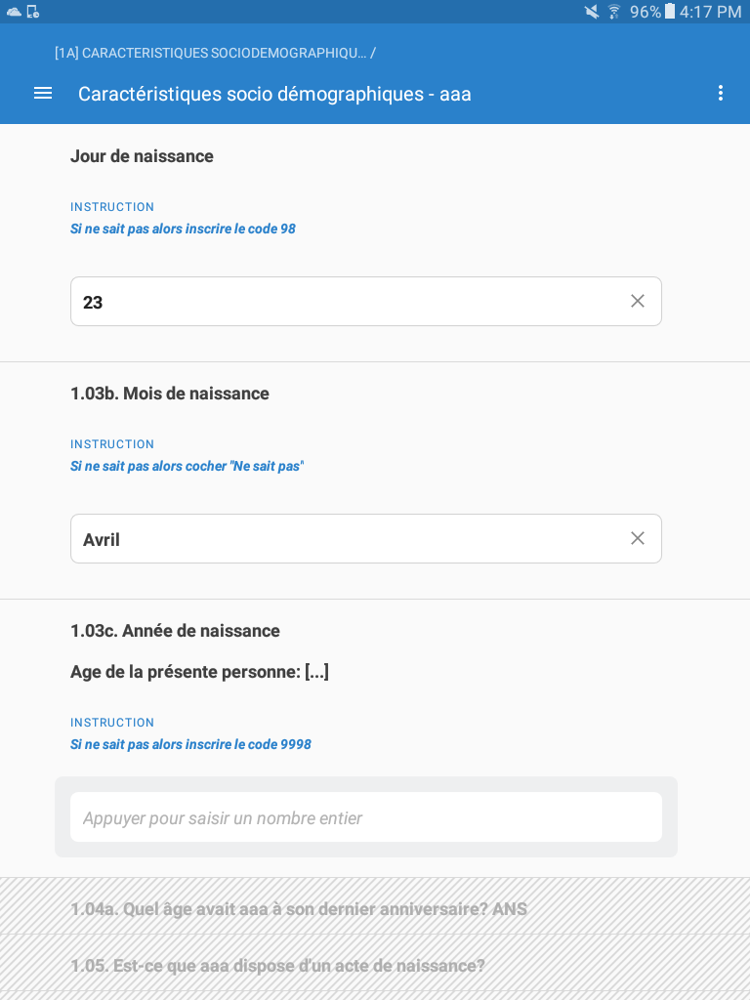 96% 4:17 PM
[1A] CARACTERISTIQUES SOCIODEMOGRAPHIQU... /
Caractéristiques socio démographiques - aaa
Jour de naissance
INSTRUCTION
Si ne sait pas alors inscrire le code 98
23
1.03b. Mois de naissance
INSTRUCTION
Si ne sait pas alors cocher "Ne sait pas"
Avril
1.03c. Année de naissance
Age de la présente personne: [...]
INSTRUCTION
Si ne sait pas alors inscrire le code 9998
Appuyer pour saisir un nombre entier
1.04a. Quel âge avait aaa à son dernier anniversaire? ANS
1.05. Est-ce que aaa dispose d'un acte de naissance?